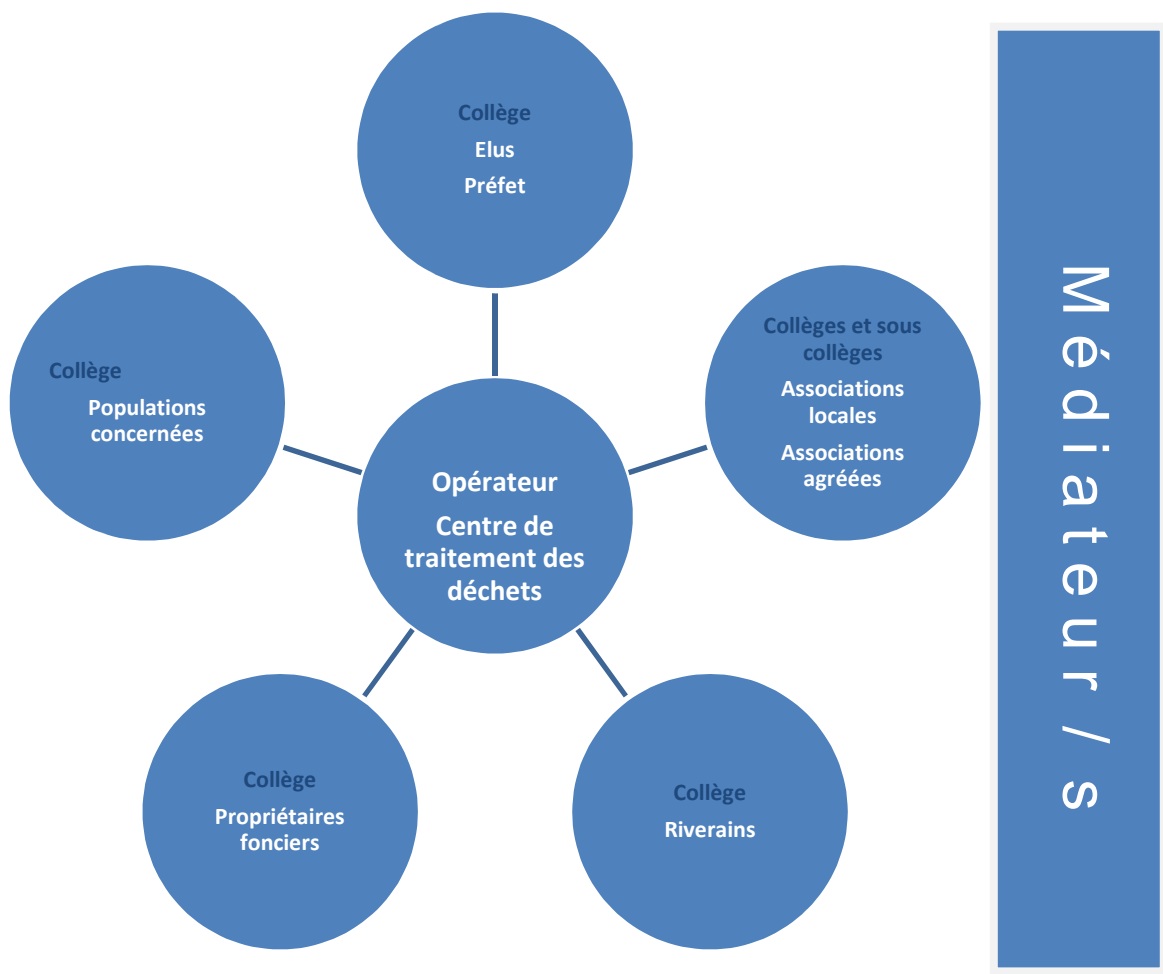 Collège
Elus
Préfet
Collèges et sous
collèges
Associations
locales
Associations
agréées
Collège
Populations
concernées
Opérateur
Centre de
traitement des
déchets
Collège
Propriétaires
fonciers
Collège
Riverains
Médiateur/s